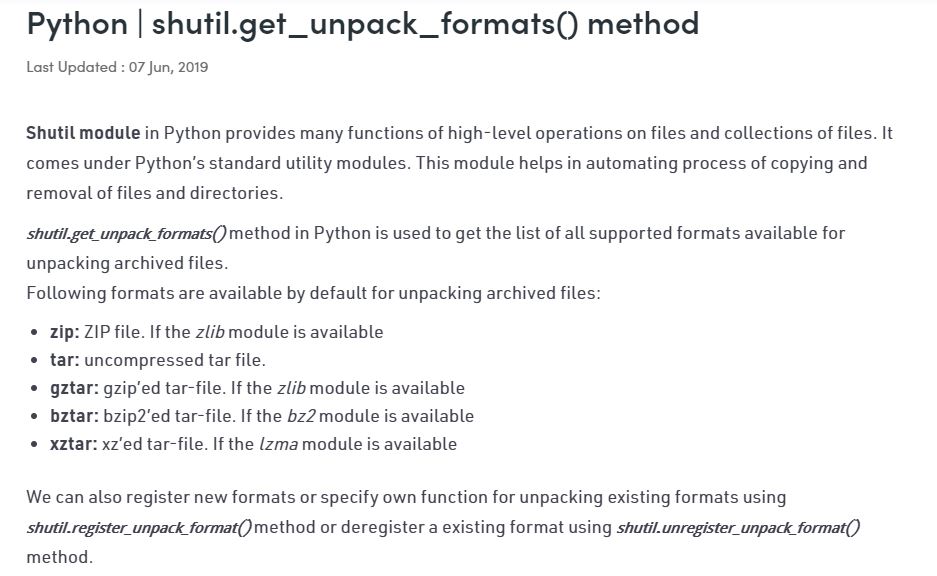 Python | shutil.get_unpack_formats() method
Last Updated : 07 Jun, 2019
Shutil module in Python provides many functions of high-level operations on files and collections of files. It
comes under Python’s standard utility modules. This module helps in automating process of copying and
removal of files and directories.
shutil.get_unpack_formats() method in Python is used to get the list of all supported formats available for
unpacking archived files.
Following formats are available by default for unpacking archived files:
• zip: ZIP file. If the zlib module is available
• tar: uncompressed tar file.
• gztar: gzip’ed tar-file. If the zlib module is available
• bztar: bzip2’ed tar-file. If the bz2 module is available
• xztar: xz’ed tar-file. If the lzma module is available
We can also register new formats or specify own function for unpacking existing formats using
shutil.register_unpack_format() method or deregister a existing format using shutil.unregister_unpack_format()
method.